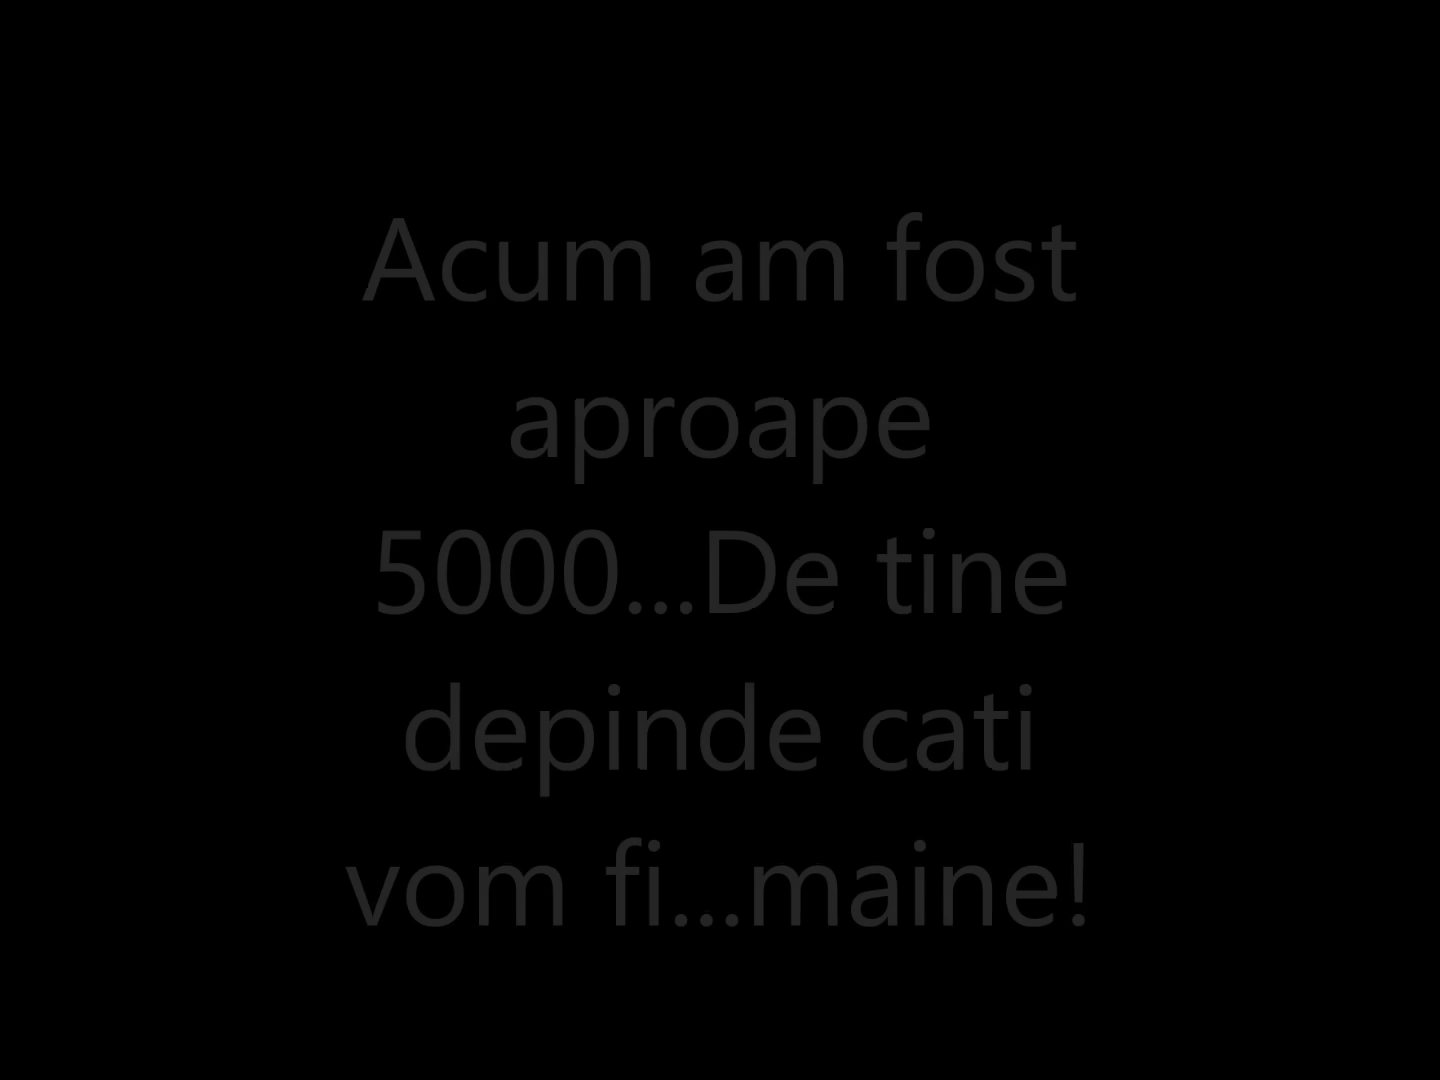 Acum am fost
aproape
5000...De tine
depinde cati
vom fi...maine!